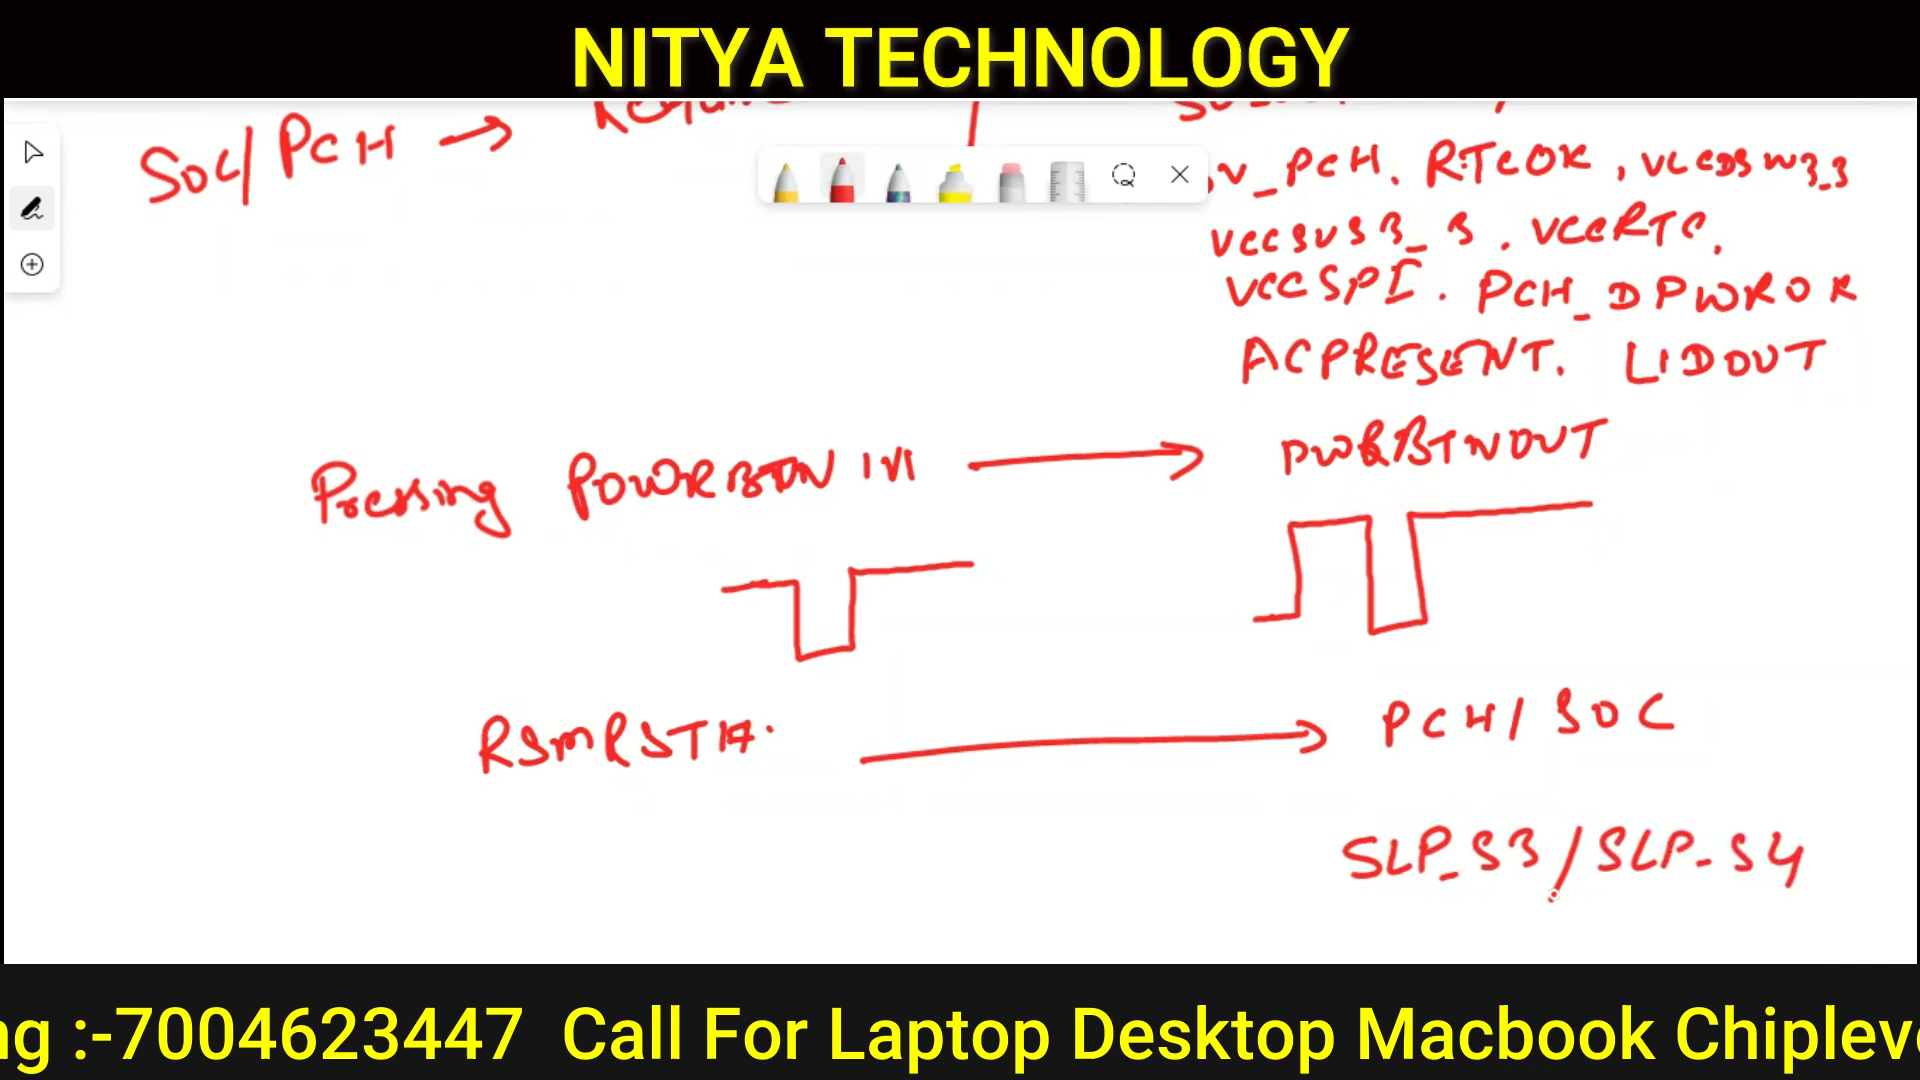 NITYA TECHNOLOGY
SOC/PCH →
V_PCH. RTCOK, VCCDSW3_3
VCCSUS3_3. VCCRTC.
VCCSPI. PCH_DPWROK
ACPRESENT. LIDOUT
Pressing POWRBTN IN → PWRBTNOUT
RSMRST#. → PCH/SOC
SLP_S3/SLP_S4
ng :-7004623447 Call For Laptop Desktop Macbook Chipleve